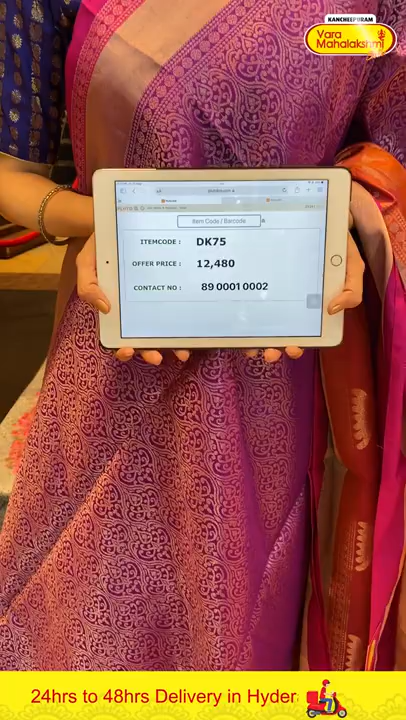 KANCHEEPURAM
Vara
Mahalakshmi
Item Code / Barcode
ITEMCODE : DK75
OFFER PRICE : 12,480
CONTACT NO : 89 0001 0002
24hrs to 48hrs Delivery in Hyder